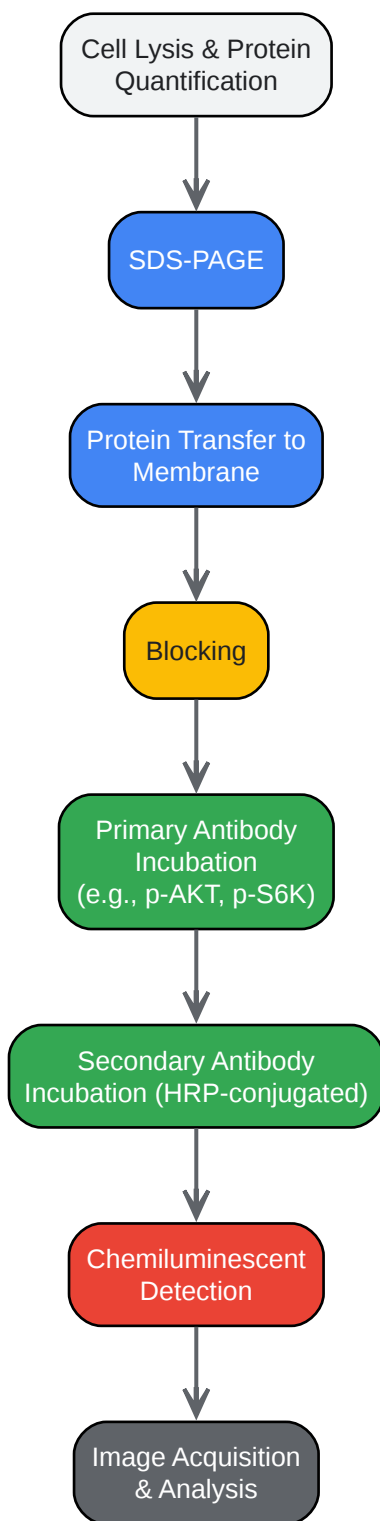 Cell Lysis & Protein
Quantification
SDS-PAGE
Protein Transfer to
Membrane
Blocking
Primary Antibody
Incubation
(e.g., p-AKT, p-S6K)
Secondary Antibody
Incubation (HRP-conjugated)
Chemiluminescent
Detection
Image Acquisition
& Analysis